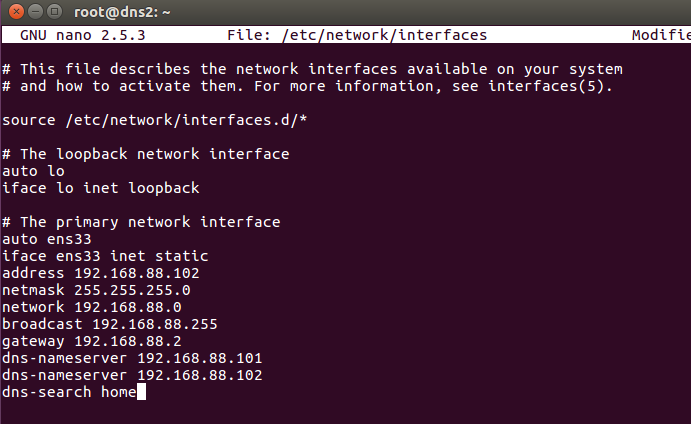 root@dns2: ~
GNU nano 2.5.3 File: /etc/network/interfaces Modifie
# This file describes the network interfaces available on your system
# and how to activate them. For more information, see interfaces(5).
source /etc/network/interfaces.d/*
# The loopback network interface
auto lo
iface lo inet loopback
# The primary network interface
auto ens33
iface ens33 inet static
address 192.168.88.102
netmask 255.255.255.0
network 192.168.88.0
broadcast 192.168.88.255
gateway 192.168.88.2
dns-nameserver 192.168.88.101
dns-nameserver 192.168.88.102
dns-search home